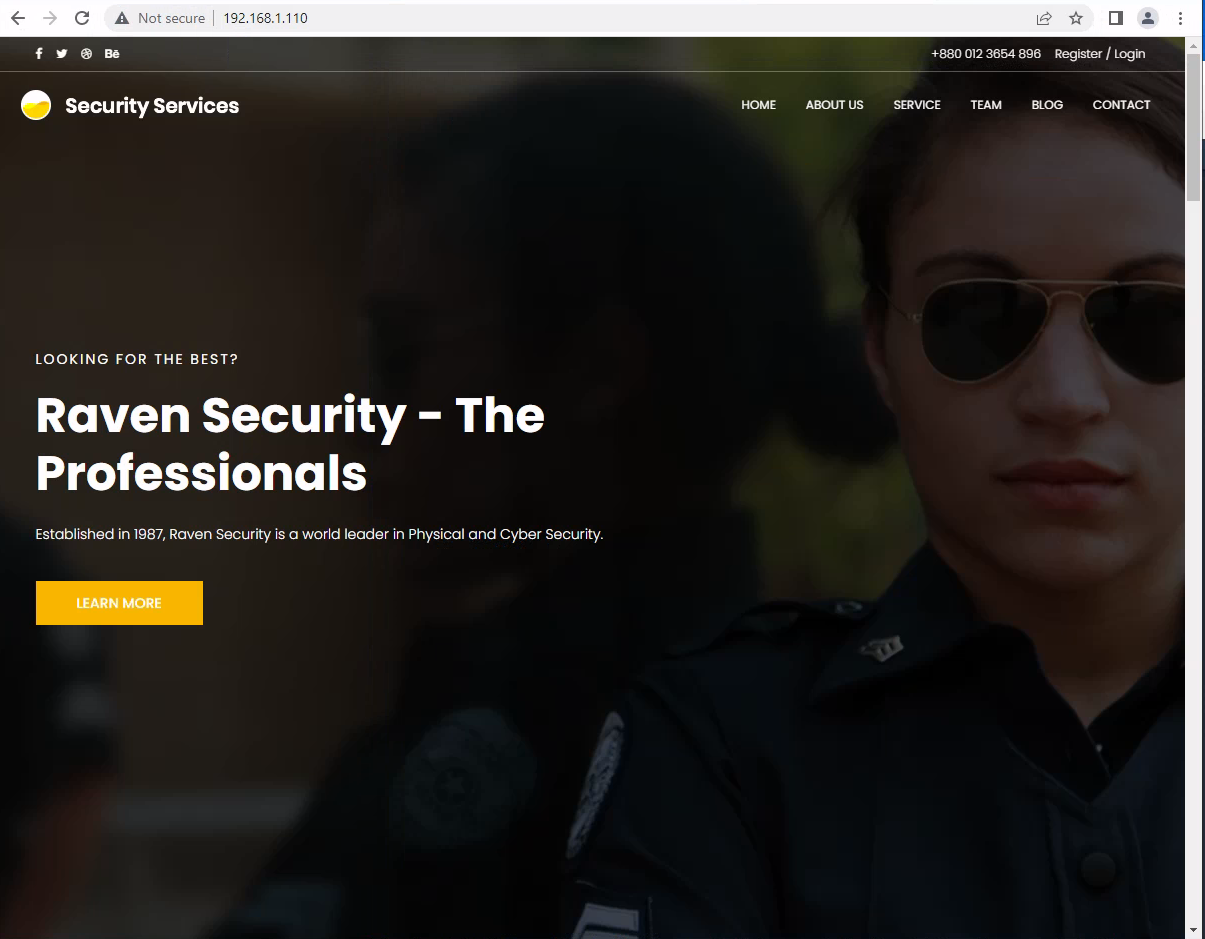 Not secure 192.168.1.110
+880 012 3654 896 Register / Login
Security Services
HOME ABOUT US SERVICE TEAM BLOG CONTACT
LOOKING FOR THE BEST?
Raven Security - The
Professionals
Established in 1987, Raven Security is a world leader in Physical and Cyber Security.
LEARN MORE